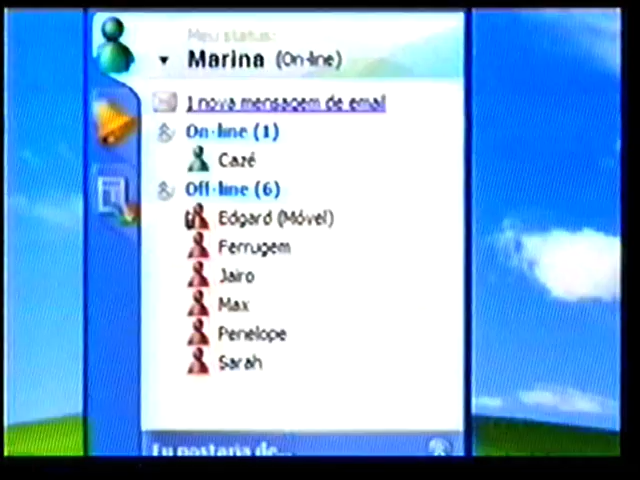 Meu status:
Marina (On-line)
1 nova mensagem de email
On-line (1)
Cazé
Off-line (6)
Edgard (Móvel)
Ferrugem
Jairo
Max
Penelope
Sarah
Eu gostaria de...